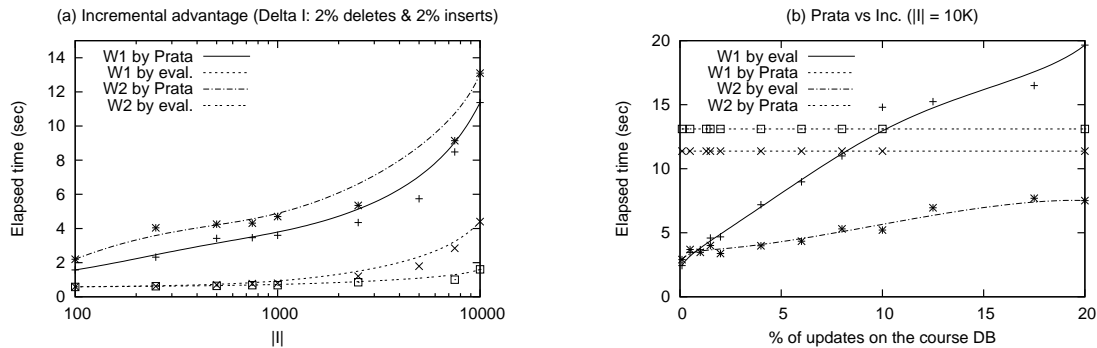 (a) Incremental advantage (Delta I: 2% deletes & 2% inserts)
14
12
10
8
6
4
2
0
Elapsed time (sec)
W1 by Prata
W1 by eval.
W2 by Prata
W2 by eval.
100
1000
10000
|I|
(b) Prata vs Inc. (|I| = 10K)
20
15
10
5
0
Elapsed time (sec)
W1 by eval
W1 by Prata
W2 by eval
W2 by Prata
0
5
10
15
20
% of updates on the course DB